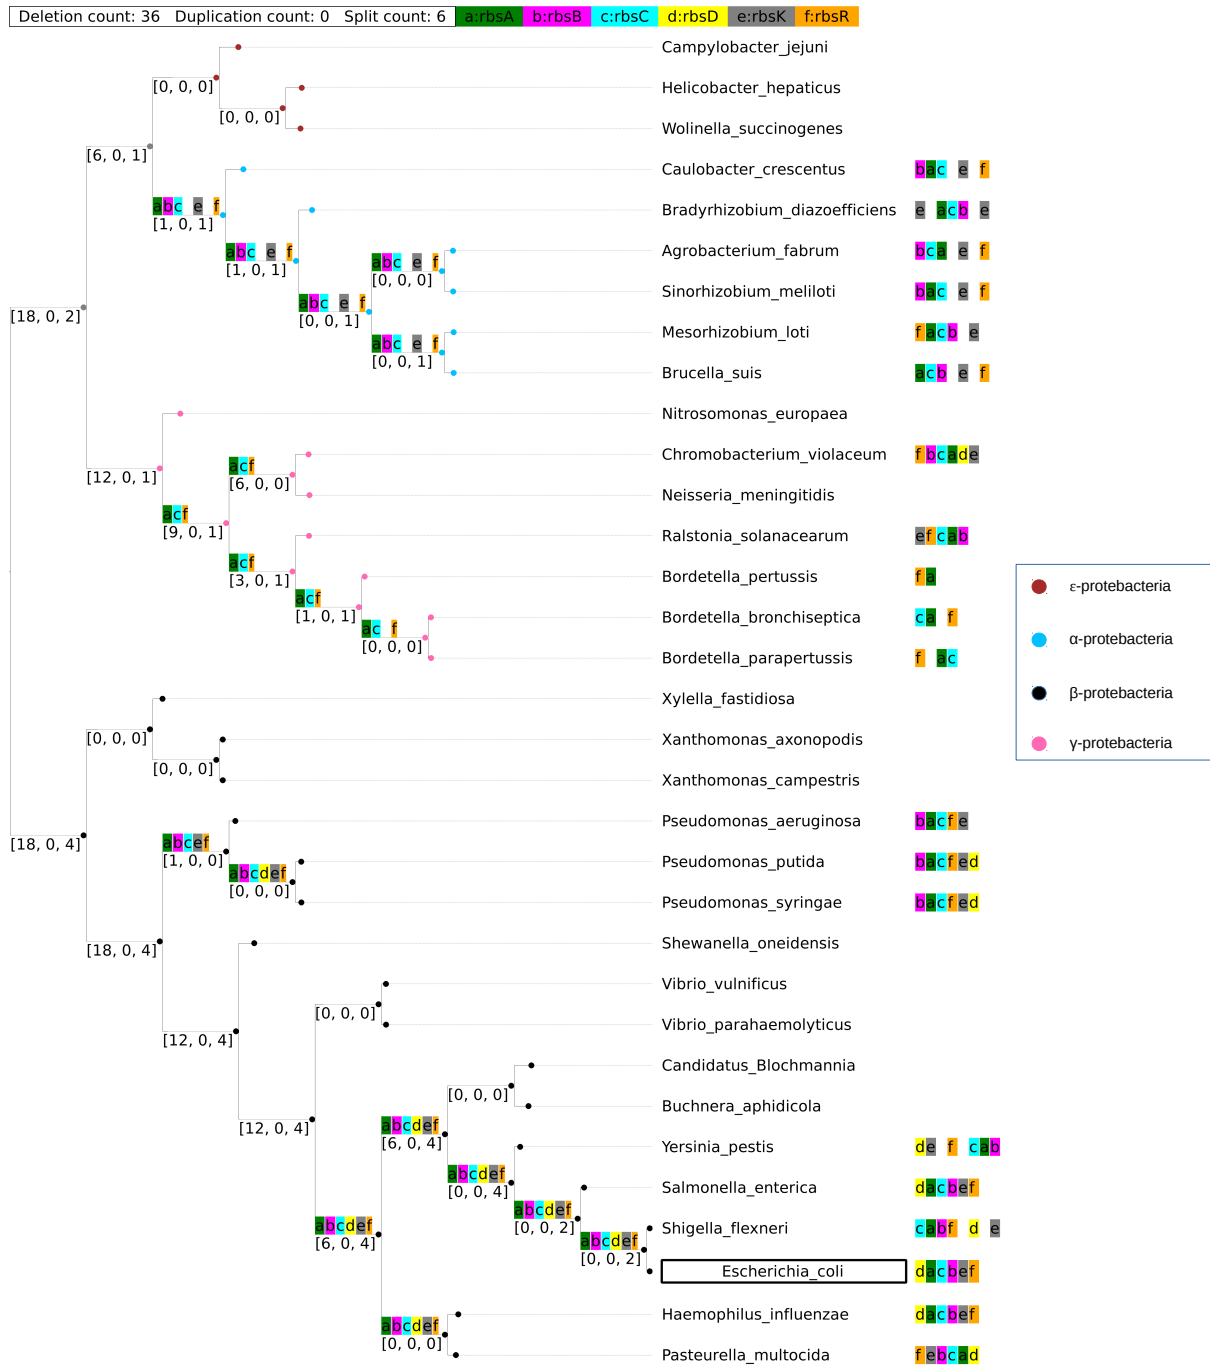 Deletion count: 36 Duplication count: 0 Split count: 6 a:rbsA b:rbsB c:rbsC d:rbsD e:rbsK f:rbsR
Campylobacter_jejuni
[0, 0, 0]
Helicobacter_hepaticus
[0, 0, 0]
Wolinella_succinogenes
[6, 0, 1]
Caulobacter_crescentus bac e f
abc e f
Bradyrhizobium_diazoefficiens e acb e
[1, 0, 1]
abc e f
Agrobacterium_fabrum bca e f
abc e f
[1, 0, 1]
[0, 0, 0]
Sinorhizobium_meliloti bac e f
abc e f
[18, 0, 2]
[0, 0, 1]
Mesorhizobium_loti facb e
abc e f
[0, 0, 1]
Brucella_suis acb e f
Nitrosomonas_europaea
Chromobacterium_violaceum fbcade
acf
[12, 0, 1]
[6, 0, 0]
Neisseria_meningitidis
acf
[9, 0, 1]
Ralstonia_solanacearum efcab
acf
[3, 0, 1]
Bordetella_pertussis fa
ε-protebacteria
acf
[1, 0, 1]
Bordetella_bronchiseptica ca f
ac f
α-protebacteria
[0, 0, 0]
Bordetella_parapertussis f ac
β-protebacteria
Xylella_fastidiosa
[0, 0, 0]
Xanthomonas_axonopodis
γ-protebacteria
[0, 0, 0]
Xanthomonas_campestris
Pseudomonas_aeruginosa bacfe
[18, 0, 4]
abcef
[1, 0, 0]
Pseudomonas_putida bacfed
abcdef
[0, 0, 0]
Pseudomonas_syringae bacfed
Shewanella_oneidensis
[18, 0, 4]
Vibrio_vulnificus
[0, 0, 0]
Vibrio_parahaemolyticus
[12, 0, 4]
Candidatus_Blochmannia
[0, 0, 0]
Buchnera_aphidicola
[12, 0, 4]
abcdef
[6, 0, 4]
Yersinia_pestis de f cab
abcdef
[0, 0, 4]
Salmonella_enterica dacbef
abcdef
[0, 0, 2]
Shigella_flexneri cabf d e
abcdef
[6, 0, 4]
abcdef
[0, 0, 2]
Escherichia_coli dacbef
Haemophilus_influenzae dacbef
abcdef
[0, 0, 0]
Pasteurella_multocida febcad